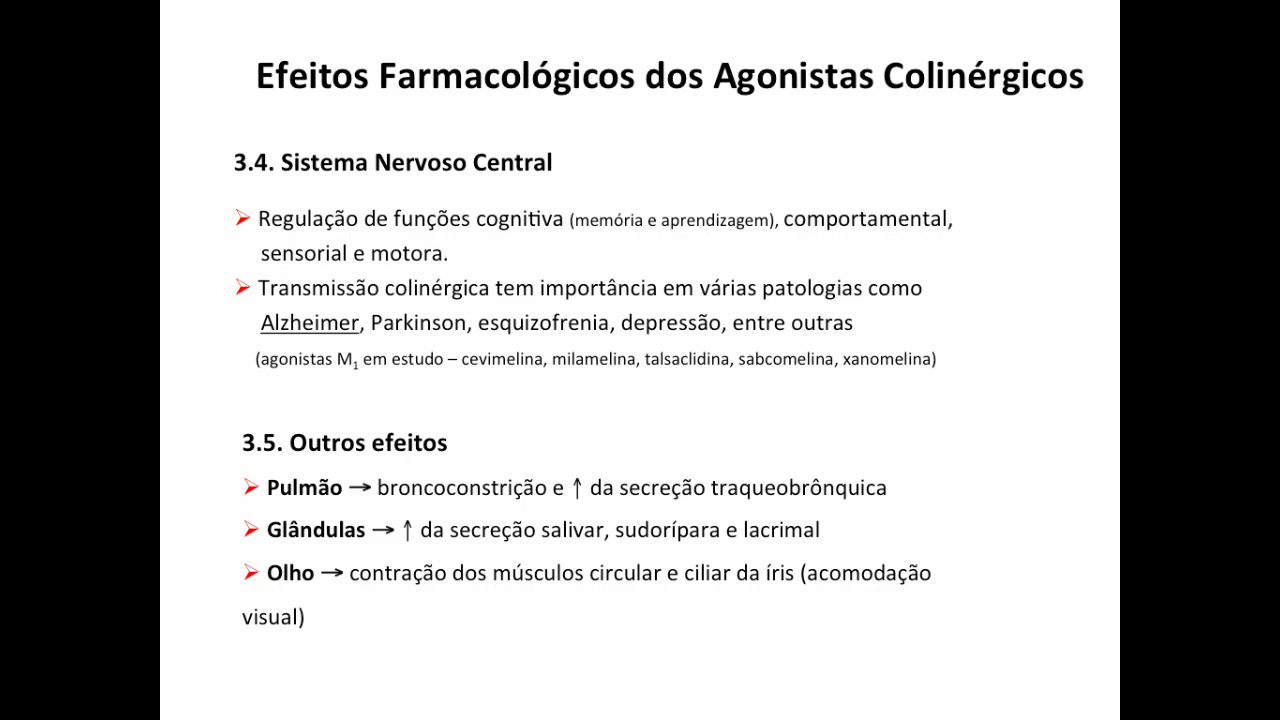 Efeitos Farmacológicos dos Agonistas Colinérgicos
3.4. Sistema Nervoso Central
➢ Regulação de funções cognitiva (memória e aprendizagem), comportamental,
sensorial e motora.
➢ Transmissão colinérgica tem importância em várias patologias como
Alzheimer, Parkinson, esquizofrenia, depressão, entre outras
(agonistas M₁ em estudo – cevimelina, milamelina, talsaclidina, sabcomelina, xanomelina)
3.5. Outros efeitos
➢ Pulmão → broncoconstrição e ↑ da secreção traqueobrônquica
➢ Glândulas → ↑ da secreção salivar, sudorípara e lacrimal
➢ Olho → contração dos músculos circular e ciliar da íris (acomodação
visual)